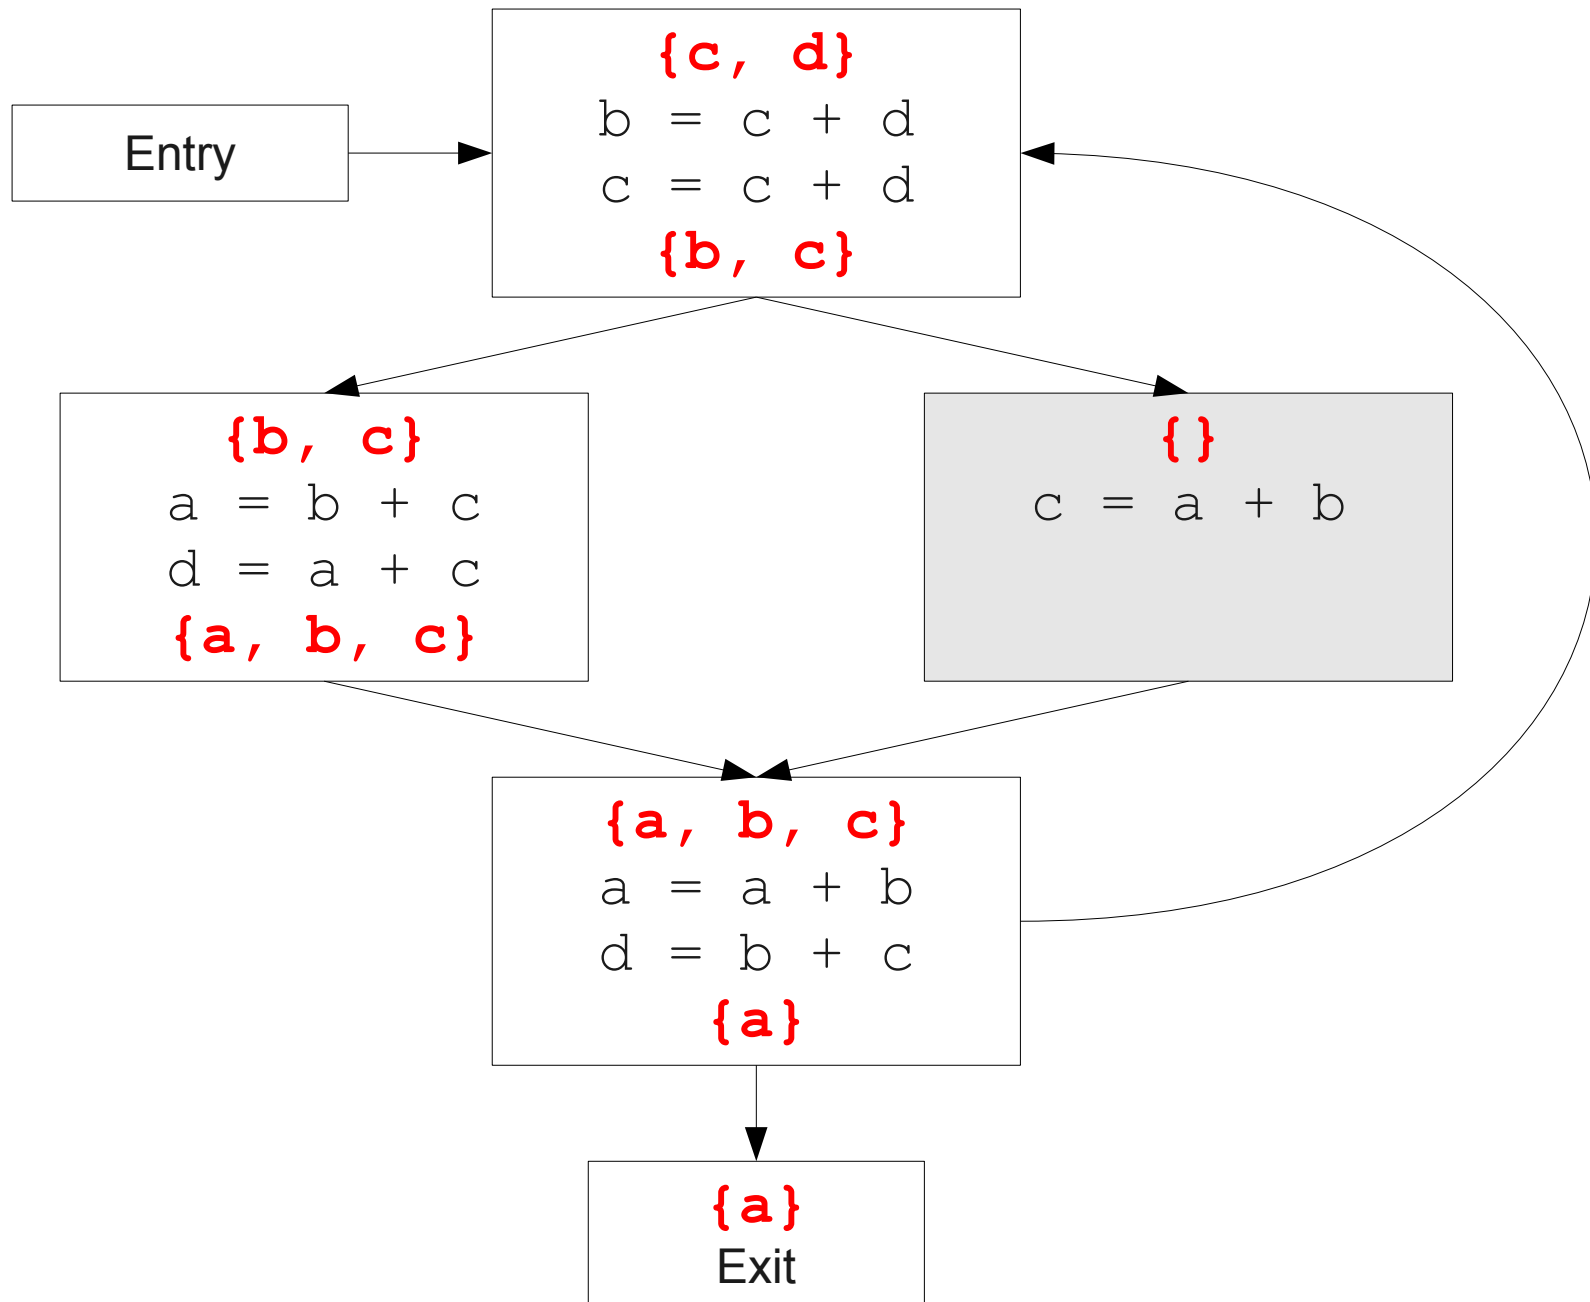 {c, d}
b = c + d
c = c + d
{b, c}
Entry
{b, c}
a = b + c
d = a + c
{a, b, c}
{}
c = a + b
{a, b, c}
a = a + b
d = b + c
{a}
{a}
Exit